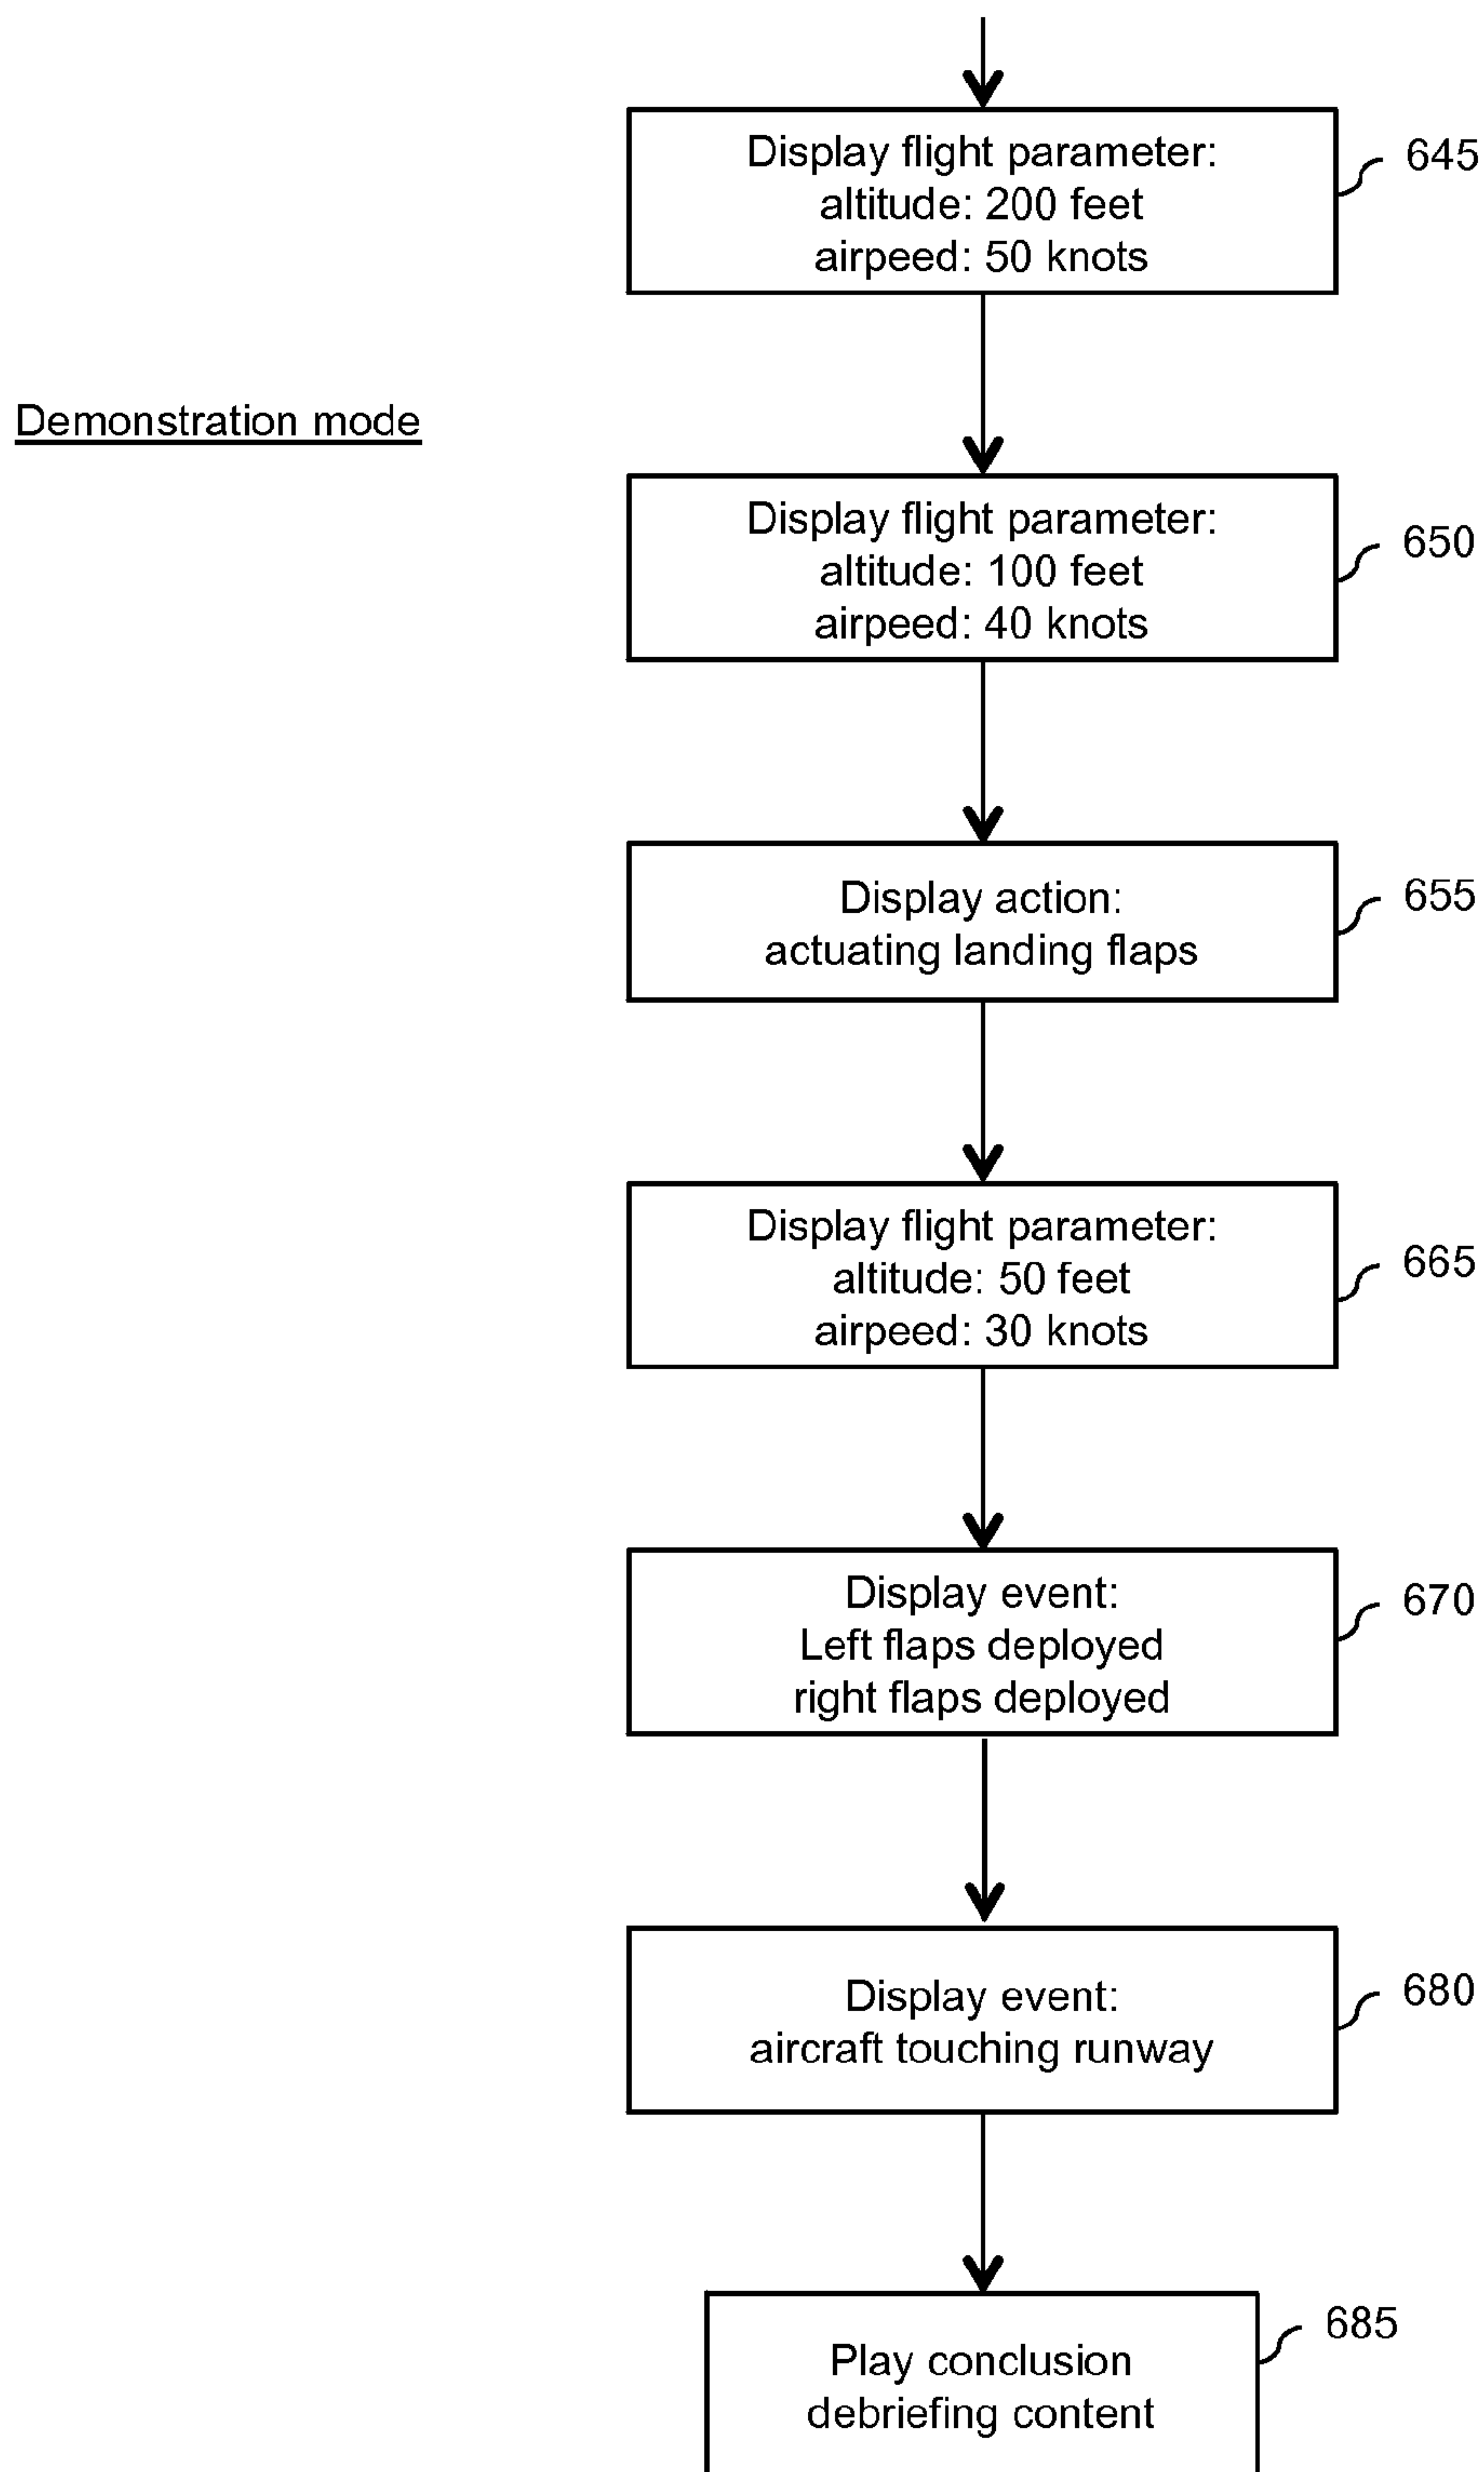 Display flight parameter:
altitude: 200 feet
airpeed: 50 knots
645
Demonstration mode
Display flight parameter:
altitude: 100 feet
airpeed: 40 knots
650
Display action:
actuating landing flaps
655
Display flight parameter:
altitude: 50 feet
airpeed: 30 knots
665
Display event:
Left flaps deployed
right flaps deployed
670
Display event:
aircraft touching runway
680
Play conclusion
debriefing content
685